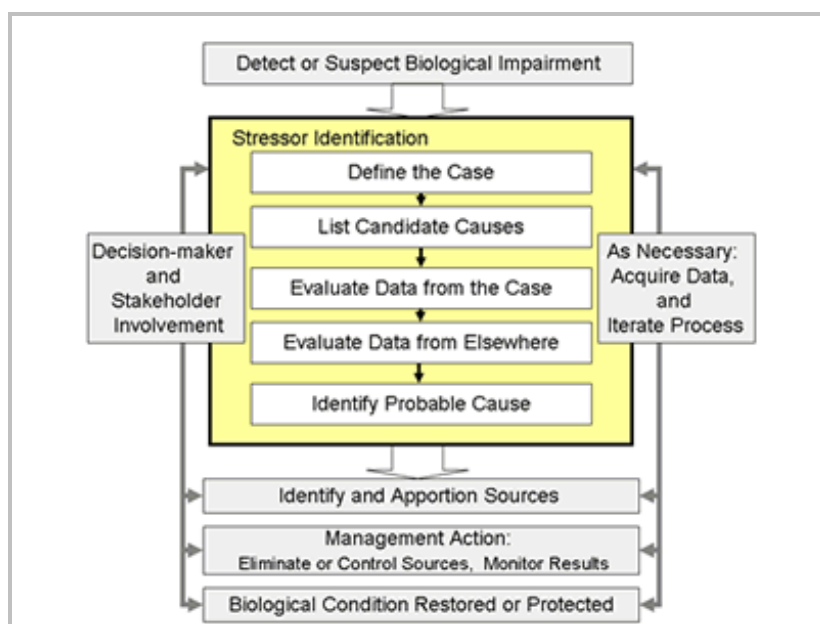 Detect or Suspect Biological Impairment
Stressor Identification
Define the Case
List Candidate Causes
Evaluate Data from the Case
Evaluate Data from Elsewhere
Identify Probable Cause
Decision-maker
and
Stakeholder
Involvement
As Necessary:
Acquire Data,
and
Iterate Process
Identify and Apportion Sources
Management Action:
Eliminate or Control Sources, Monitor Results
Biological Condition Restored or Protected